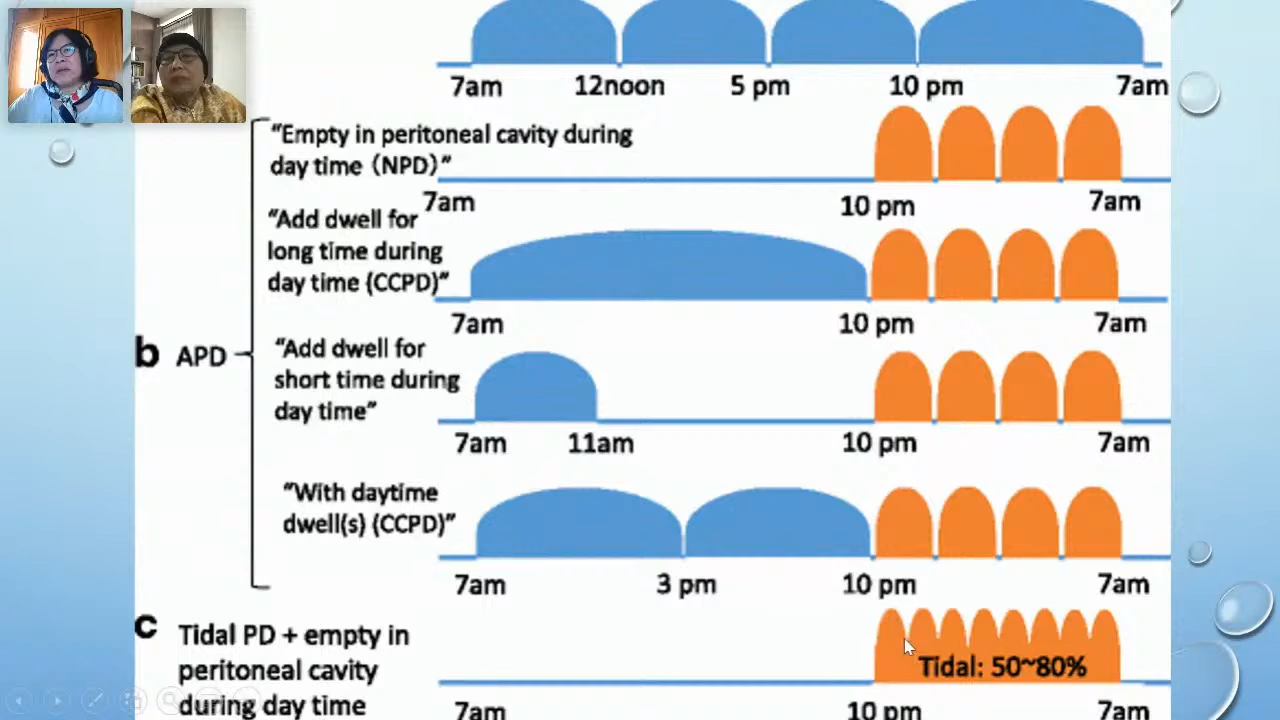 7am 12noon 5 pm 10 pm 7am
“Empty in peritoneal cavity during
day time (NPD)”
7am 10 pm 7am
“Add dwell for
long time during
day time (CCPD)”
7am 10 pm 7am
b APD
“Add dwell for
short time during
day time”
7am 11am 10 pm 7am
“With daytime
dwell(s) (CCPD)”
7am 3 pm 10 pm 7am
c Tidal PD + empty in
peritoneal cavity
during day time
Tidal: 50~80%
7am 10 pm 7am